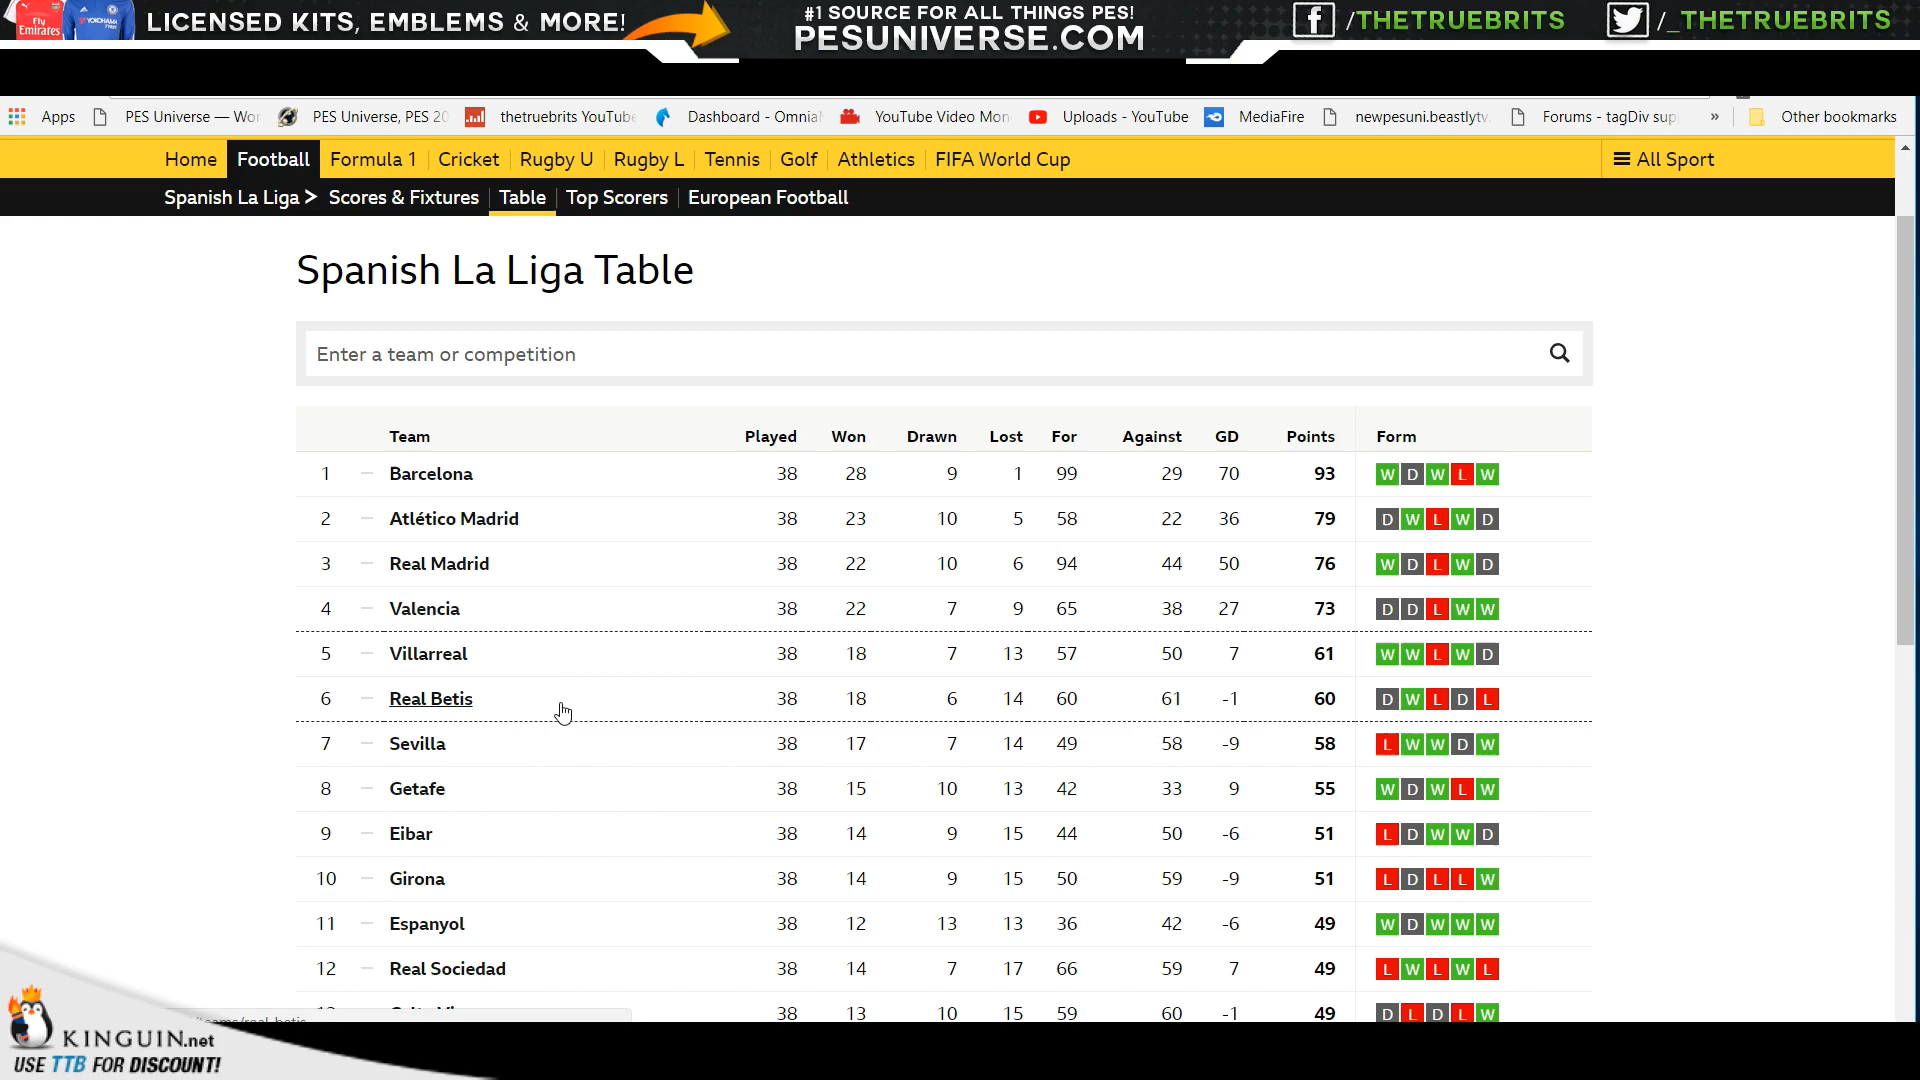 Fly Emirates YOKOHAMA TYRES LICENSED KITS, EMBLEMS & MORE! #1 SOURCE FOR ALL THINGS PES! /THETRUEBRITS /_THETRUEBRITS
PESUNIVERSE.COM
Apps PES Universe — Wor PES Universe, PES 20 thetruebrits YouTube Dashboard - Omnia YouTube Video Mon Uploads - YouTube MediaFire newpesuni.beastlytv. Forums - tagDiv sup » Other bookmarks
Home Football Formula 1 Cricket Rugby U Rugby L Tennis Golf Athletics FIFA World Cup All Sport
Spanish La Liga > Scores & Fixtures Table Top Scorers European Football
Spanish La Liga Table
Enter a team or competition
Team Played Won Drawn Lost For Against GD Points Form
1 Barcelona 38 28 9 1 99 29 70 93 W D W L W
2 Atlético Madrid 38 23 10 5 58 22 36 79 D W L W D
3 Real Madrid 38 22 10 6 94 44 50 76 W D L W D
4 Valencia 38 22 7 9 65 38 27 73 D D L W W
5 Villarreal 38 18 7 13 57 50 7 61 W W L W D
6 Real Betis 38 18 6 14 60 61 -1 60 D W L D L
7 Sevilla 38 17 7 14 49 58 -9 58 L W W D W
8 Getafe 38 15 10 13 42 33 9 55 W D W L W
9 Eibar 38 14 9 15 44 50 -6 51 L D W W D
10 Girona 38 14 9 15 50 59 -9 51 L D L L W
11 Espanyol 38 12 13 13 36 42 -6 49 W D W W W
12 Real Sociedad 38 14 7 17 66 59 7 49 L W L W L
38 13 10 15 59 60 -1 49 D L D L W
KINGUIN.net
USE TTB FOR DISCOUNT!